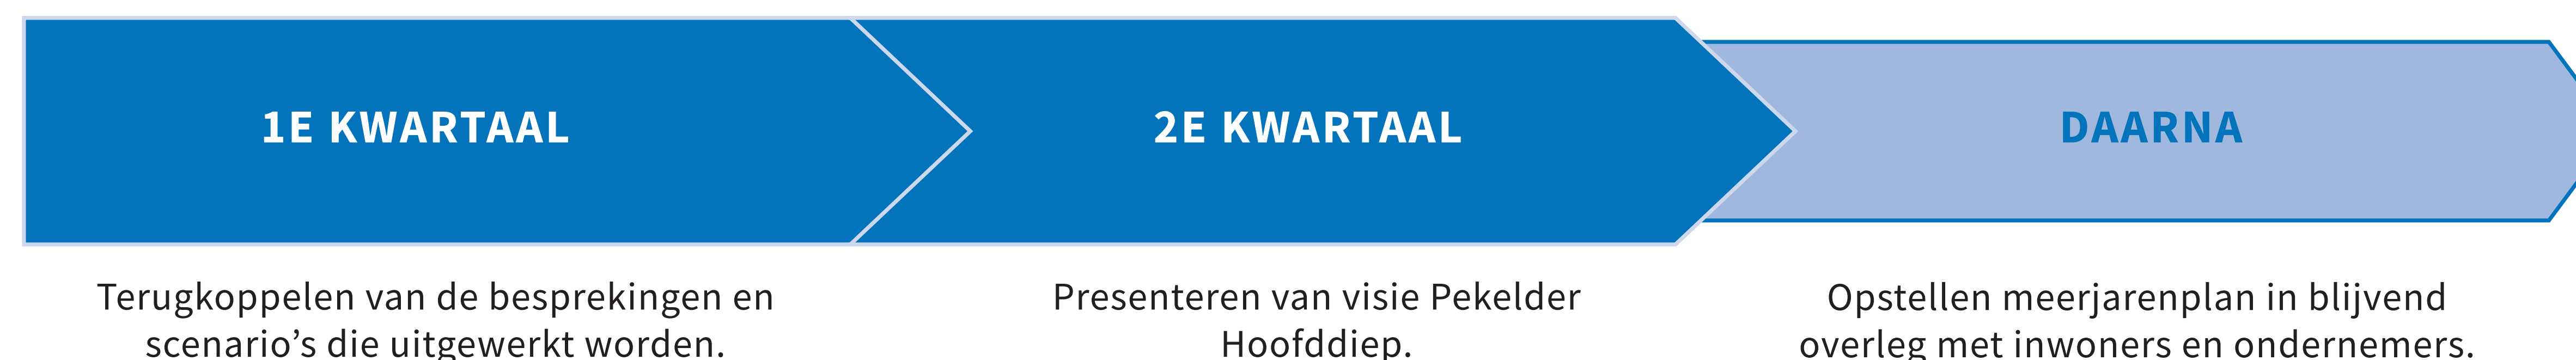 1E KWARTAAL
2E KWARTAAL
DAARNA
Terugkoppelen van de besprekingen en
scenario’s die uitgewerkt worden.
Presenteren van visie Pekelder
Hoofddiep.
Opstellen meerjarenplan in blijvend
overleg met inwoners en ondernemers.